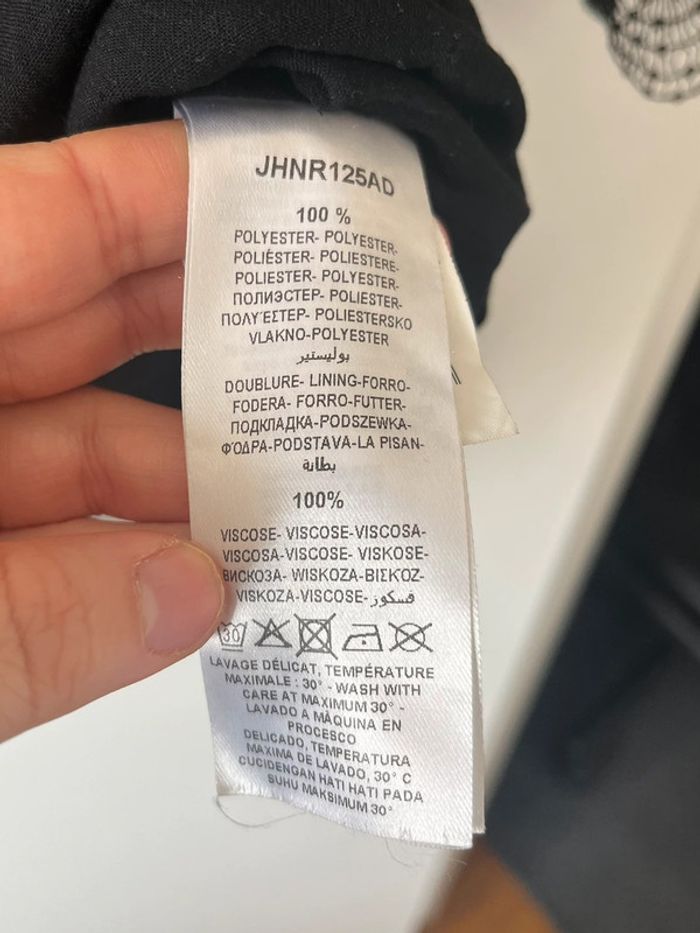 JHNR125AD
100 %
POLYESTER- POLYESTER-
POLIÉSTER- POLIESTERE-
POLIESTER- POLYESTER-
ПОЛИЭСТЕР- POLIESTER-
ΠΟΛΥΈΣΤΕΡ- POLIESTERSKO
VLAKNO-POLYESTER
بوليستير
DOUBLURE- LINING-FORRO-
FODERA- FORRO-FUTTER-
ПОДКЛАДКА-PODSZEWKA-
ΦΌΔΡΑ-PODSTAVA-LA PISAN-
بطانة
100%
VISCOSE- VISCOSE-VISCOSA-
VISCOSA-VISCOSE- VISKOSE-
ВИСКОЗА- WISKOZA-ΒΙΣΚΌΖ-
VISKOZA-VISCOSE-فسكوز
30
LAVAGE DÉLICAT, TEMPÉRATURE
MAXIMALE : 30° - WASH WITH
CARE AT MAXIMUM 30° -
LAVADO A MÁQUINA EN
PROCESCO
DELICADO, TEMPERATURA
MAXIMA DE LAVADO, 30° C
CUCIDENGAN HATI HATI PADA
SUHU MAKSIMUM 30°